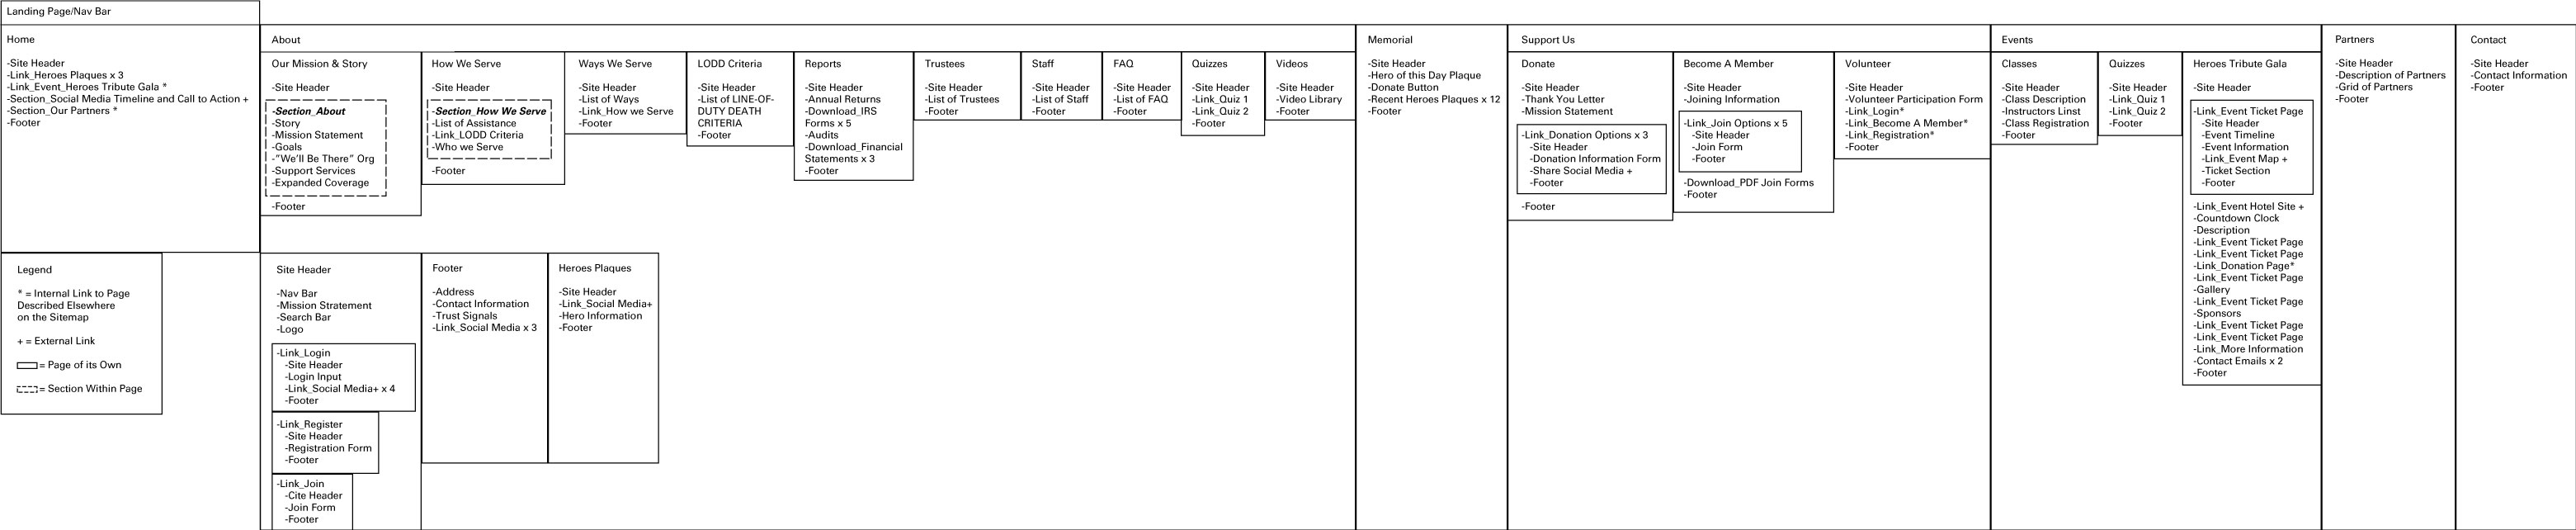 Landing Page/Nav Bar
Home
-Site Header
-Link_Heroes Plaques x 3
-Link_Event_Heroes Tribute Gala *
-Section_Social Media Timeline and Call to Action +
-Section_Our Partners *
-Footer
About
Our Mission & Story
-Site Header
-Section_About
-Story
-Mission Statement
-Goals
-"We'll Be There" Org
-Support Services
-Expanded Coverage
-Footer
How We Serve
-Site Header
-Section_How We Serve
-List of Assistance
-Link_LODD Criteria
-Who we Serve
-Footer
Ways We Serve
-Site Header
-List of Ways
-Link_How we Serve
-Footer
LODD Criteria
-Site Header
-List of LINE-OF-
DUTY DEATH
CRITERIA
-Footer
Reports
-Site Header
-Annual Returns
-Download_IRS
Forms x 5
-Audits
-Download_Financial
Statements x 3
-Footer
Trustees
-Site Header
-List of Trustees
-Footer
Staff
-Site Header
-List of Staff
-Footer
FAQ
-Site Header
-List of FAQ
-Footer
Quizzes
-Site Header
-Link_Quiz 1
-Link_Quiz 2
-Footer
Videos
-Site Header
-Video Library
-Footer
Memorial
-Site Header
-Hero of this Day Plaque
-Donate Button
-Recent Heroes Plaques x 12
-Footer
Support Us
Donate
-Site Header
-Thank You Letter
-Mission Statement
-Link_Donation Options x 3
-Site Header
-Donation Information Form
-Share Social Media +
-Footer
-Footer
Become A Member
-Site Header
-Joining Information
-Link_Join Options x 5
-Site Header
-Join Form
-Footer
-Download_PDF Join Forms
-Footer
Volunteer
-Site Header
-Volunteer Participation Form
-Link_Login*
-Link_Become A Member*
-Link_Registration*
-Footer
Events
Classes
-Site Header
-Class Description
-Instructors Linst
-Class Registration
-Footer
Quizzes
-Site Header
-Link_Quiz 1
-Link_Quiz 2
-Footer
Heroes Tribute Gala
-Site Header
-Link_Event Ticket Page
-Site Header
-Event Timeline
-Event Information
-Link_Event Map +
-Ticket Section
-Footer
-Link_Event Hotel Site +
-Countdown Clock
-Description
-Link_Event Ticket Page
-Link_Event Ticket Page
-Link_Donation Page*
-Link_Event Ticket Page
-Gallery
-Link_Event Ticket Page
-Sponsors
-Link_Event Ticket Page
-Link_Event Ticket Page
-Link_More Information
-Contact Emails x 2
-Footer
Partners
-Site Header
-Description of Partners
-Grid of Partners
-Footer
Contact
-Site Header
-Contact Information
-Footer
Legend
* = Internal Link to Page
Described Elsewhere
on the Sitemap
+ = External Link
= Page of its Own
= Section Within Page
Site Header
-Nav Bar
-Mission Stratement
-Search Bar
-Logo
-Link_Login
-Site Header
-Login Input
-Link_Social Media+ x 4
-Footer
-Link_Register
-Site Header
-Registration Form
-Footer
-Link_Join
-Cite Header
-Join Form
-Footer
Footer
-Address
-Contact Information
-Trust Signals
-Link_Social Media x 3
Heroes Plaques
-Site Header
-Link_Social Media+
-Hero Information
-Footer